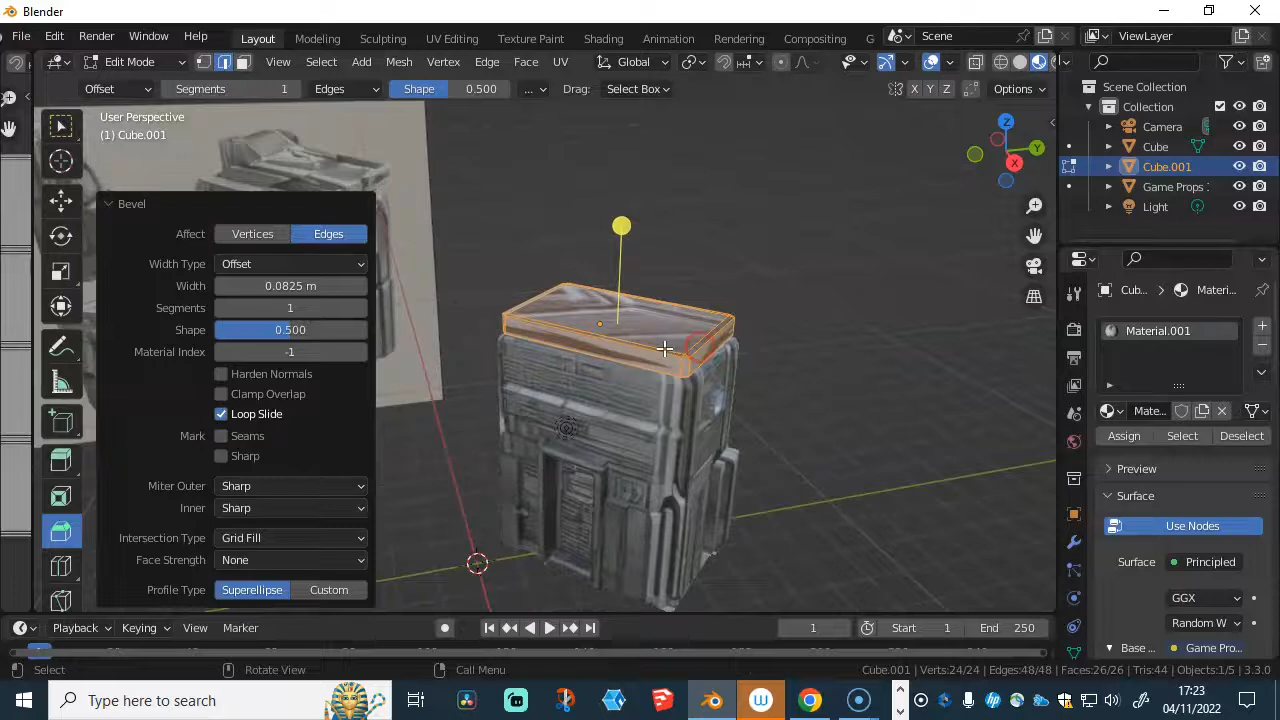 Blender
File Edit Render Window Help Layout Modeling Sculpting UV Editing Texture Paint Shading Animation Rendering Compositing G Scene ViewLayer
Edit Mode View Select Add Mesh Vertex Edge Face UV Global
Offset Segments 1 Edges Shape 0.500 ... Drag: Select Box X Y Z Options
User Perspective
(1) Cube.001
Z
Y
X
Scene Collection
Collection
Camera
Cube
Cube.001
Game Props :
Light
Bevel
Affect Vertices Edges
Width Type Offset
Width 0.0825 m
Segments 1
Shape 0.500
Material Index -1
Harden Normals
Clamp Overlap
Loop Slide
Mark Seams
Sharp
Miter Outer Sharp
Inner Sharp
Intersection Type Grid Fill
Face Strength None
Profile Type Superellipse Custom
Cub... Materi...
Material.001
Mate...
Assign Select Deselect
Preview
Surface
Use Nodes
Surface Principled
GGX
Random W
Base ... Game Pro...
Playback Keying View Marker 1 Start 1 End 250
Select Rotate View Call Menu Cube.001 | Verts:24/24 | Edges:48/48 | Faces:26/26 | Tris:44 | Objects:1/5 | 3.3.0
Type here to search
17:23
04/11/2022